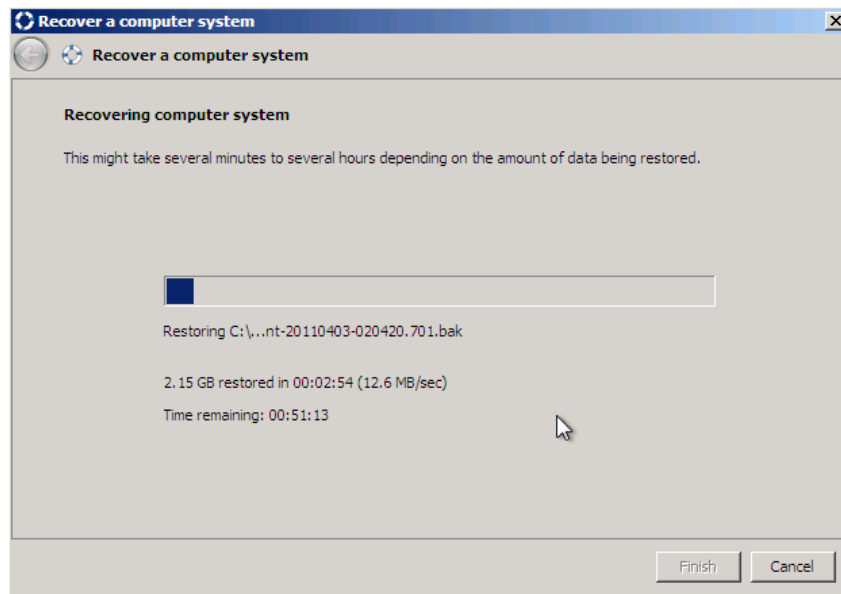 Recover a computer system
Recover a computer system
Recovering computer system
This might take several minutes to several hours depending on the amount of data being restored.
Restoring C:\...nt-20110403-020420.701.bak
2.15 GB restored in 00:02:54 (12.6 MB/sec)
Time remaining: 00:51:13
Finish Cancel